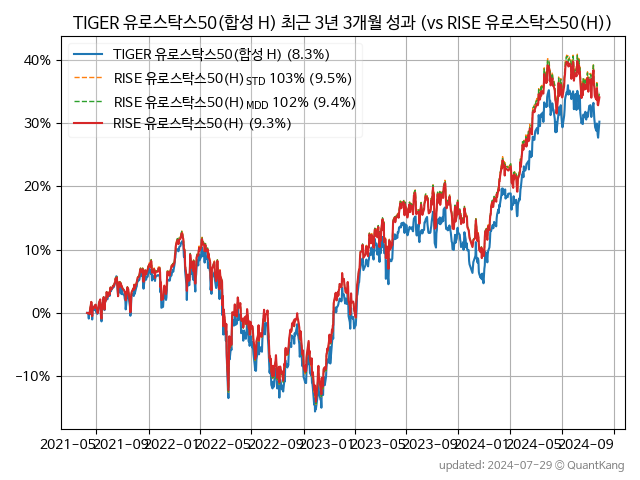 TIGER 유로스탁스50(합성 H) 최근 3년 3개월 성과 (vs RISE 유로스탁스50(H))
TIGER 유로스탁스50(합성 H) (8.3%)
RISE 유로스탁스50(H)STD 103% (9.5%)
RISE 유로스탁스50(H)MDD 102% (9.4%)
RISE 유로스탁스50(H) (9.3%)
40%
30%
20%
10%
0%
−10%
2021-05 2021-09 2022-01 2022-05 2022-09 2023-01 2023-05 2023-09 2024-01 2024-05 2024-09
updated: 2024-07-29 © QuantKang